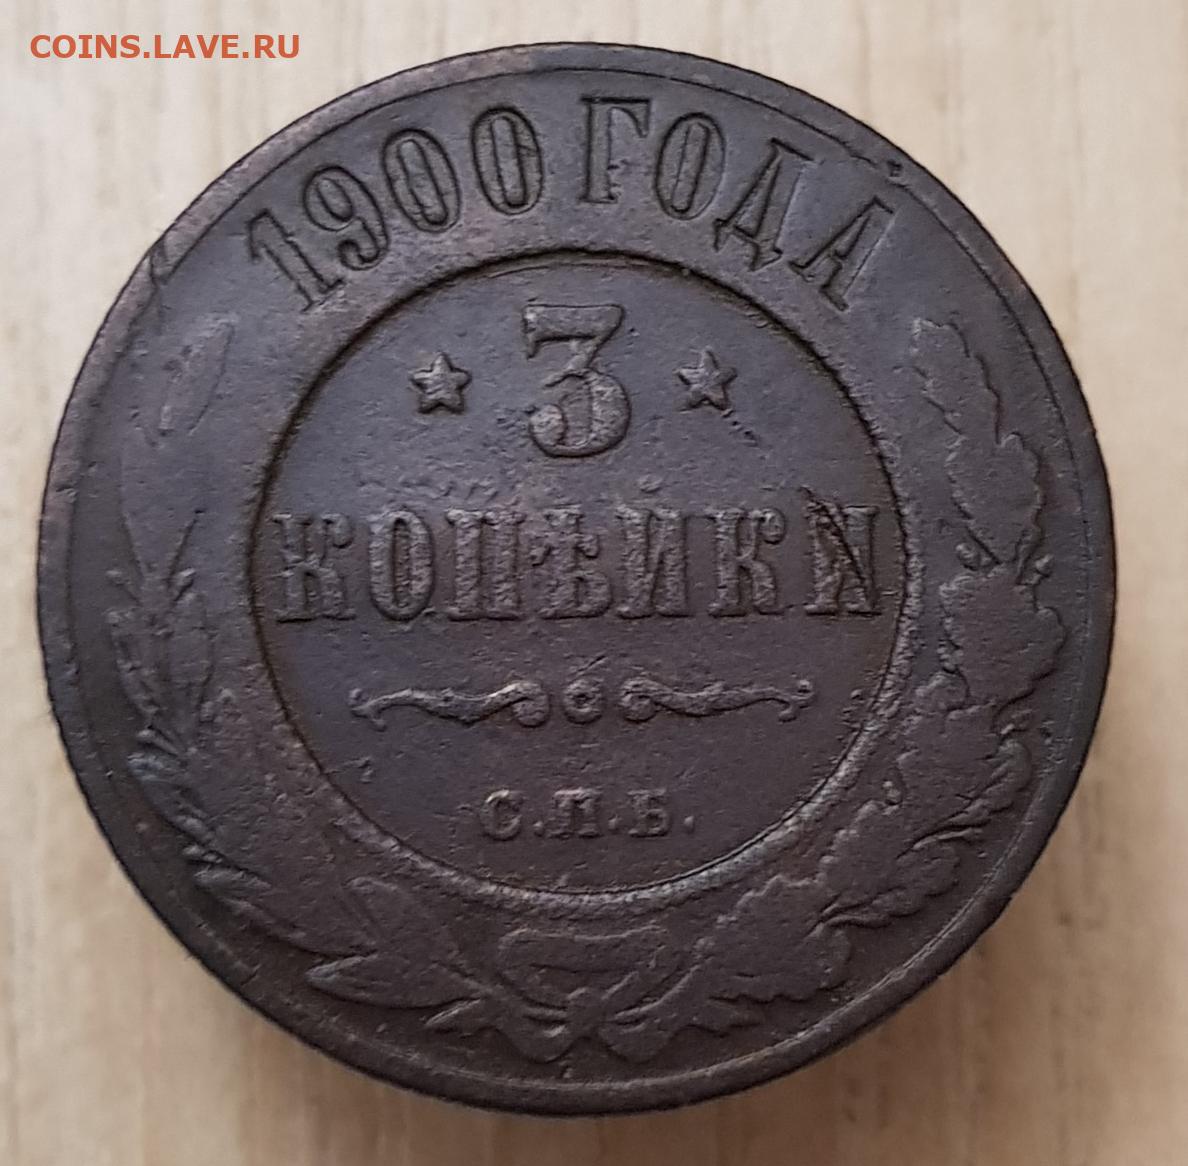 COINS.LAVE.RU
1900 ГОДА
3
КОПѢЙКИ
С.П.Б.